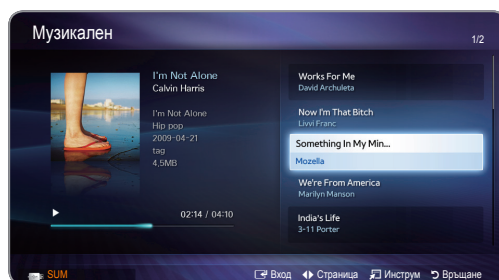 Музикален
1/2
I'm Not Alone
Calvin Harris
I'm Not Alone
Hip pop
2009-04-21
tag
4,5MB
02:14 / 04:10
Works For Me
David Archuleta
Now I'm That Bitch
Livvi Franc
Something In My Min...
Mozella
We're From America
Marilyn Manson
India's Life
3-11 Porter
SUM
Вход Страница Инструм Връщане